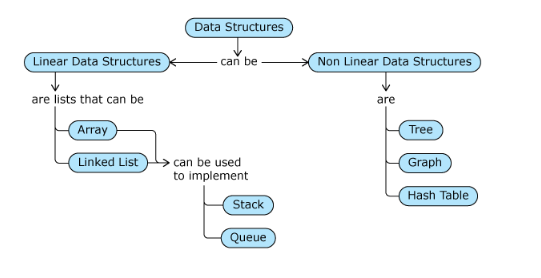 Data Structures
Linear Data Structures
can be
Non Linear Data Structures
are lists that can be
are
Array
Tree
Linked List
can be used
to implement
Graph
Hash Table
Stack
Queue